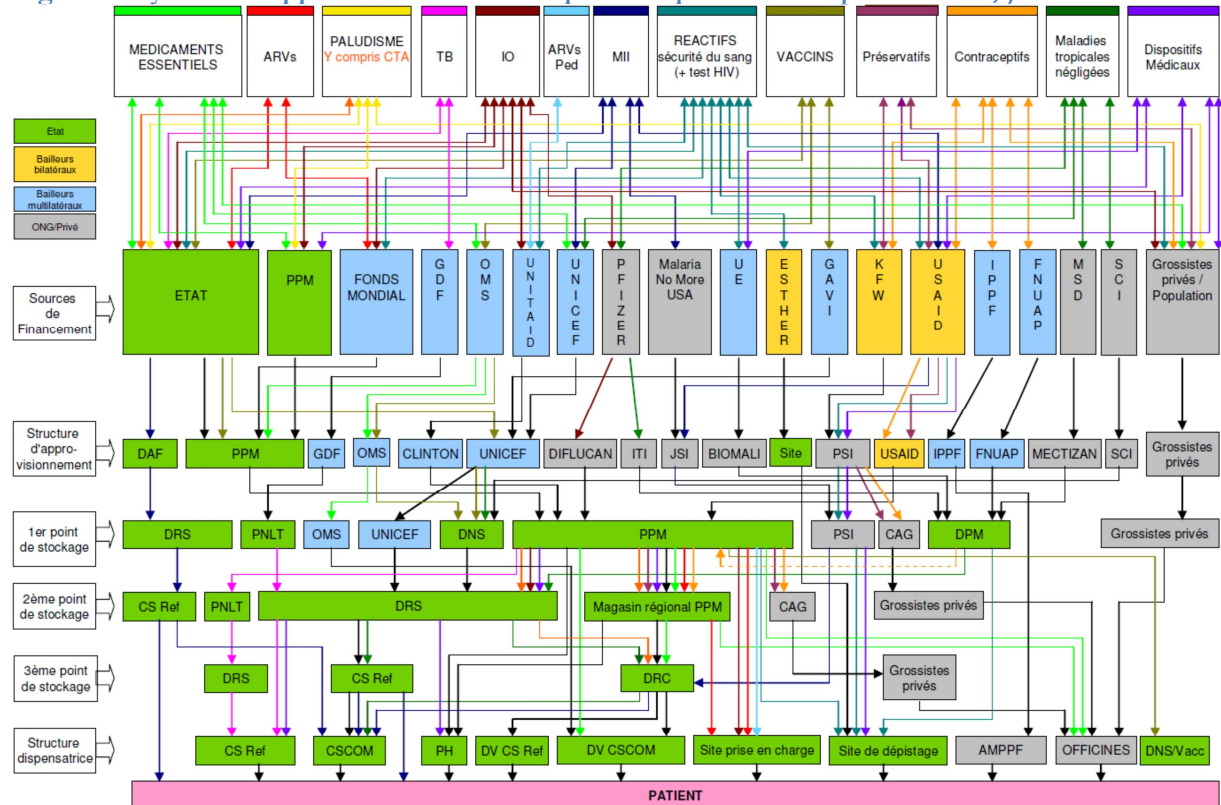 MEDICAMENTS
ESSENTIELS
ARVs
PALUDISME
Y compris CTA
TB
IO
ARVs
Ped
MII
REACTIFS
sécurité du sang
(+ test HIV)
VACCINS
Préservatifs
Contraceptifs
Maladies
tropicales
négligées
Dispositifs
Médicaux
Etat
Bailleurs
bilatéraux
Bailleurs
multilatéraux
ONG/Privé
Sources
de
Financement
ETAT
PPM
FONDS
MONDIAL
GDF
OMS
UNITAID
UNICEF
PFIZER
Malaria
No More
USA
UE
ESTHER
GAVI
KFW
USAID
IPPF
FNUAP
MSD
SCI
Grossistes
privés /
Population
Structure
d'appro-
visionnement
DAF
PPM
GDF
OMS
CLINTON
UNICEF
DIFLUCAN
ITI
JSI
BIOMALI
Site
PSI
USAID
IPPF
FNUAP
MECTIZAN
SCI
Grossistes
privés
1er point
de stockage
DRS
PNLT
OMS
UNICEF
DNS
PPM
PSI
CAG
DPM
Grossistes privés
2ème point
de stockage
CS Ref
PNLT
DRS
Magasin régional PPM
CAG
Grossistes privés
3ème point
de stockage
DRS
CS Ref
DRC
Grossistes
privés
Structure
dispensatrice
CS Ref
CSCOM
PH
DV CS Ref
DV CSCOM
Site prise en charge
Site de dépistage
AMPPF
OFFICINES
DNS/Vacc
PATIENT